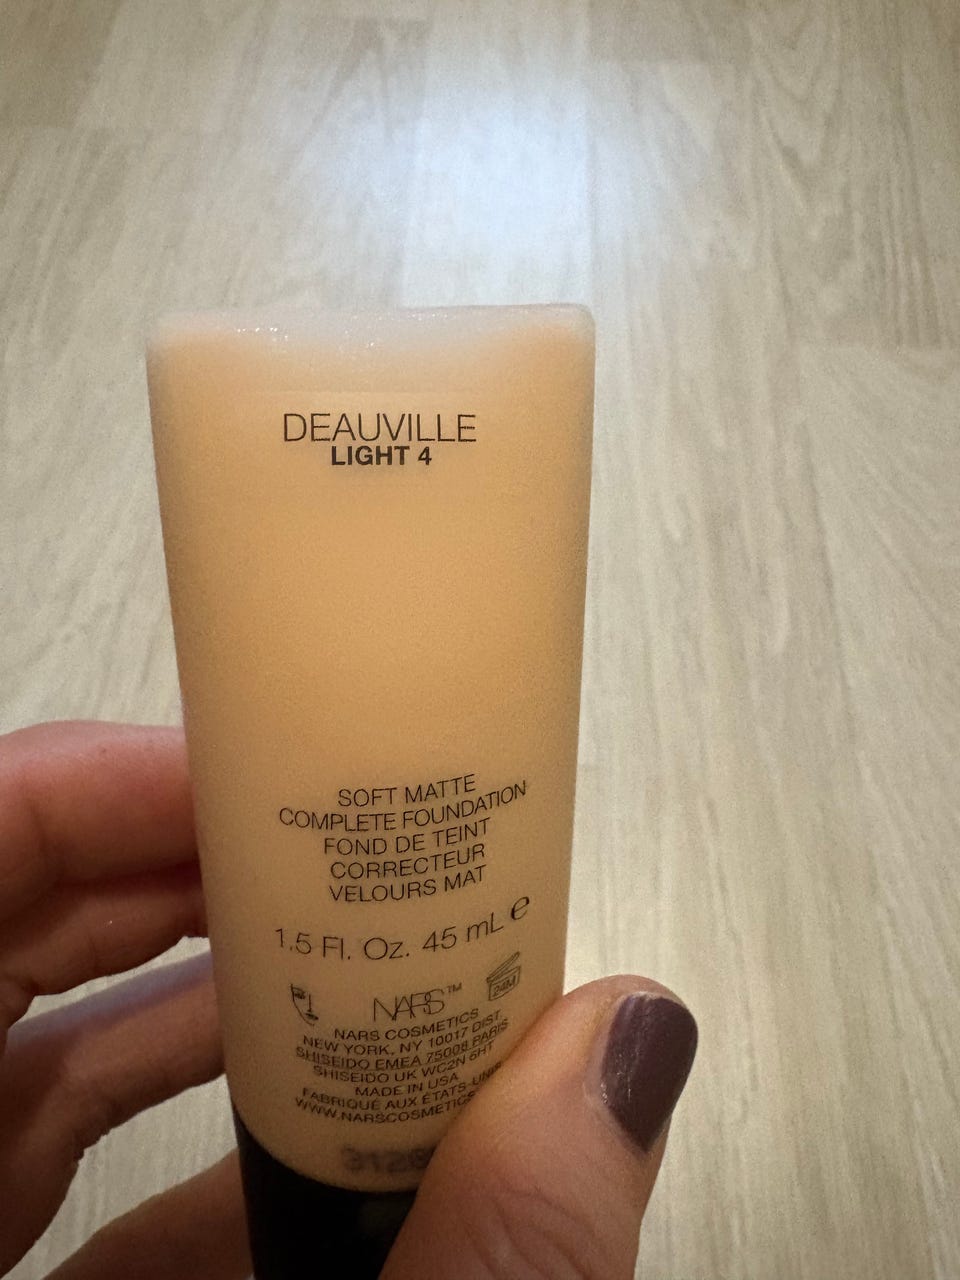 DEAUVILLE
LIGHT 4
SOFT MATTE
COMPLETE FOUNDATION
FOND DE TEINT
CORRECTEUR
VELOURS MAT
1.5 Fl. Oz. 45 mL e
24M
NARS™
NARS COSMETICS
NEW YORK, NY 10017 DIST.
SHISEIDO EMEA 75008 PARIS
SHISEIDO UK WC2N 6HT
MADE IN USA
FABRIQUÉ AUX ÉTATS-UNIS